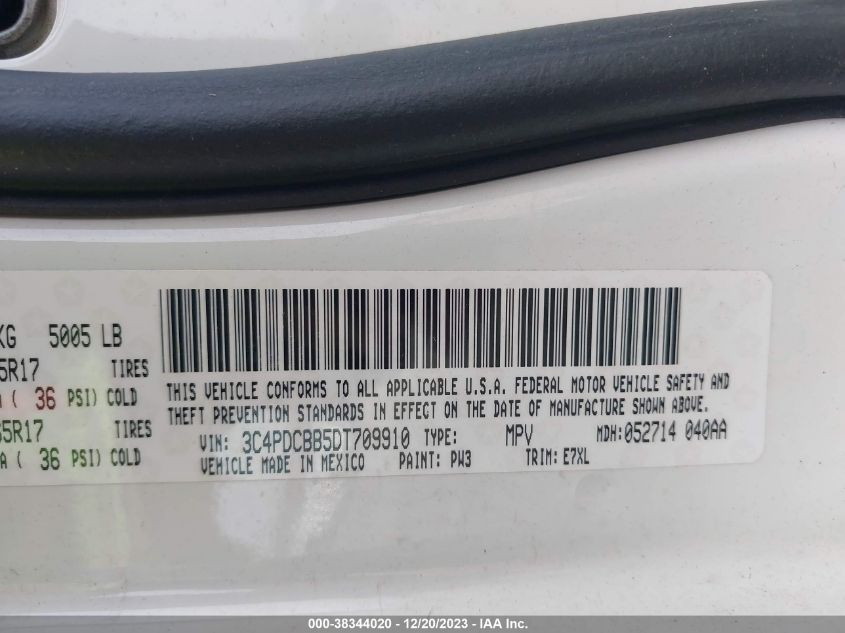 KG 5005 LB
5R17 TIRES
( 36 PSI) COLD
5R17 TIRES
A ( 36 PSI) COLD
THIS VEHICLE CONFORMS TO ALL APPLICABLE U.S.A. FEDERAL MOTOR VEHICLE SAFETY AND
THEFT PREVENTION STANDARDS IN EFFECT ON THE DATE OF MANUFACTURE SHOWN ABOVE.
VIN: 3C4PDCBB5DT709910 TYPE: MPV MDH:052714 040AA
VEHICLE MADE IN MEXICO PAINT: PW3 TRIM: E7XL
000-38344020 - 12/20/2023 - IAA